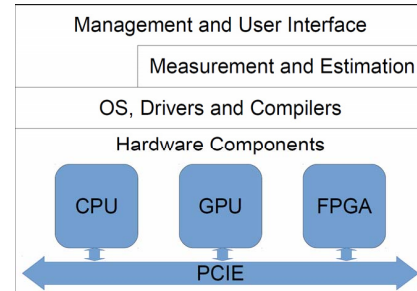 Management and User Interface
Measurement and Estimation
OS, Drivers and Compilers
Hardware Components
CPU GPU FPGA
PCIE